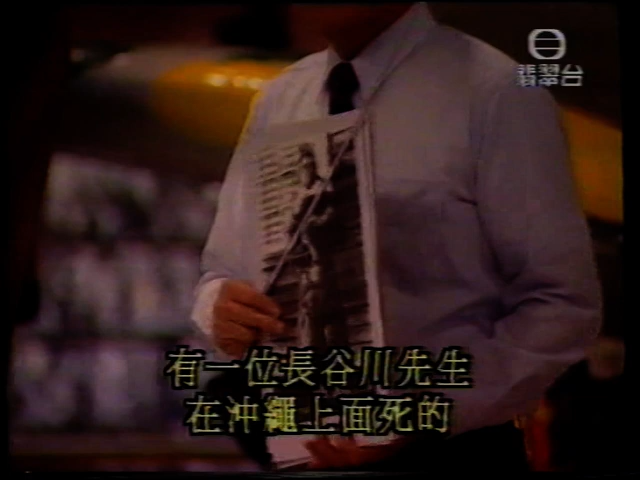 翡翠台
有一位長谷川先生
在沖繩上面死的